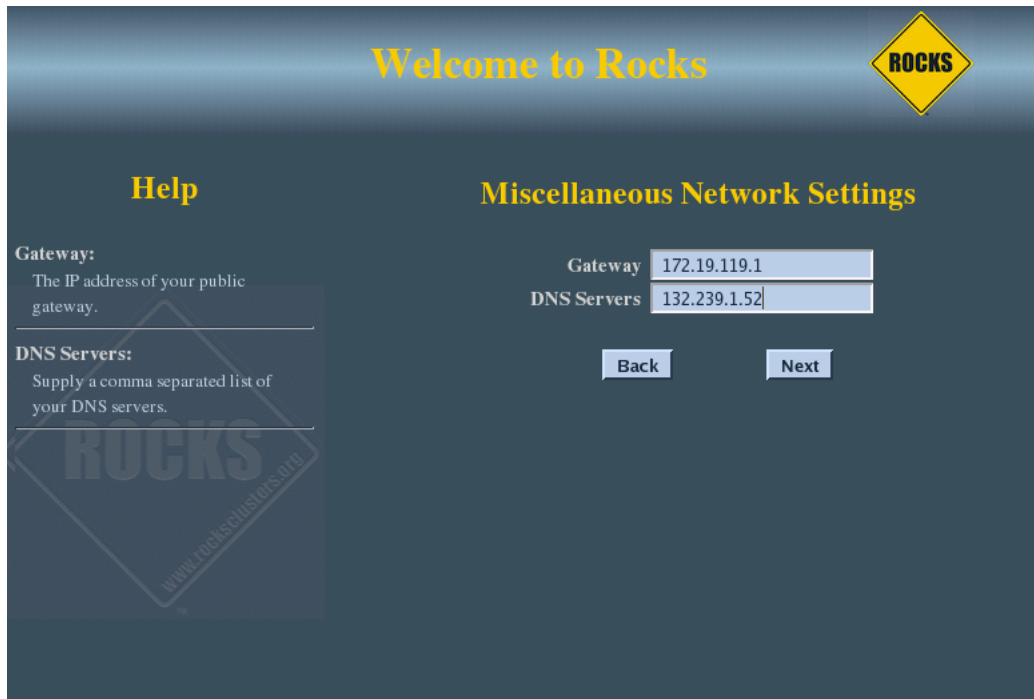 Welcome to Rocks
ROCKS
Help
Gateway:
The IP address of your public
gateway.
DNS Servers:
Supply a comma separated list of
your DNS servers.
ROCKS
www.rocksclusters.org
Miscellaneous Network Settings
Gateway 172.19.119.1
DNS Servers 132.239.1.52
Back Next